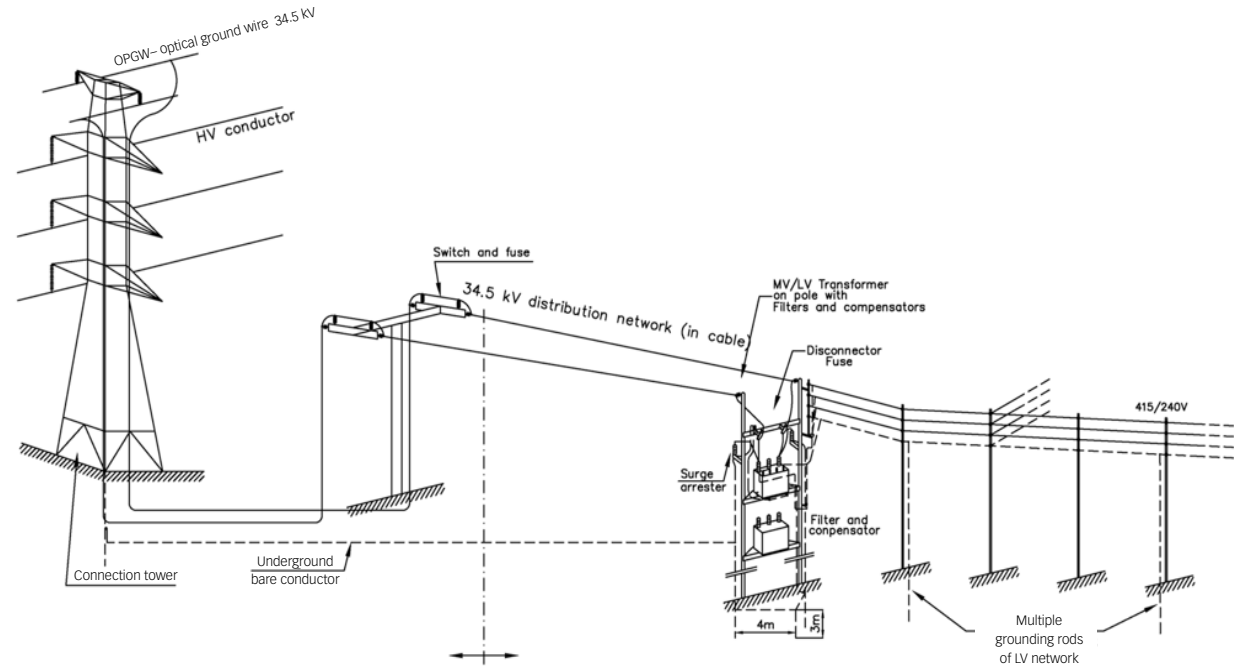 OPGW– optical ground wire 34.5 kV
HV conductor
Switch and fuse
34.5 kV distribution network (in cable)
MV/LV Transformer
on pole with
Filters and compensators
Disconnector
Fuse
415/240V
Surge
arrester
Filter and
conpensator
Underground
bare conductor
Connection tower
4m
3m
Multiple
grounding rods
of LV network